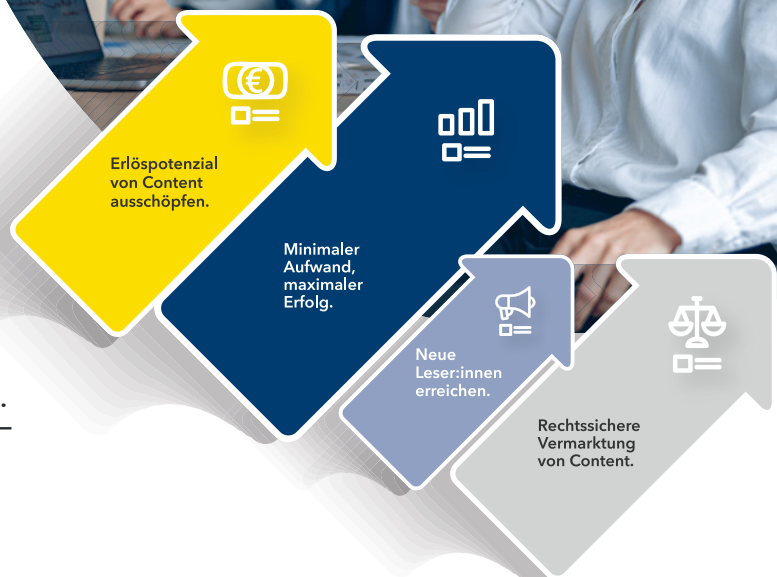 Erlöspotenzial
von Content
ausschöpfen.
Minimaler
Aufwand,
maximaler
Erfolg.
Neue
Leser:innen
erreichen.
Rechtssichere
Vermarktung
von Content.